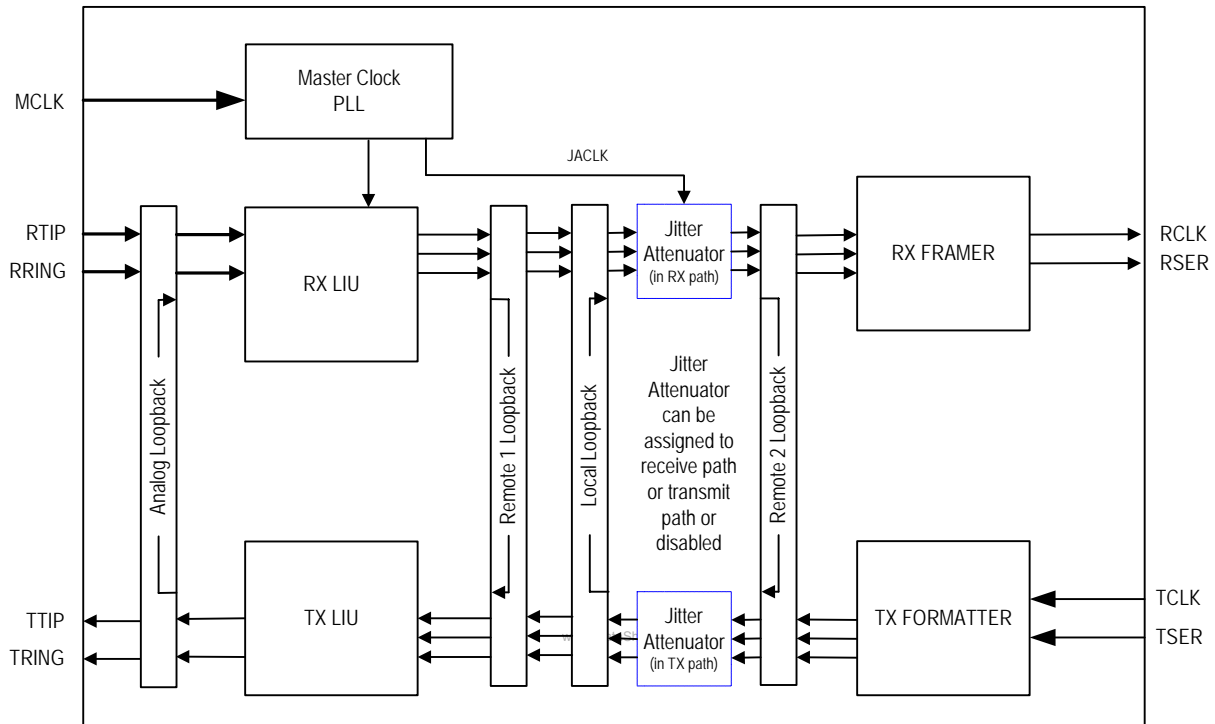 Master Clock
PLL
MCLK
JACLK
RTIP
RRING
RX LIU
Jitter
Attenuator
(in RX path)
RX FRAMER
RCLK
RSER
Analog Loopback
Remote 1 Loopback
Local Loopback
Jitter
Attenuator
can be
assigned to
receive path
or transmit
path or
disabled
Remote 2 Loopback
TTIP
TRING
TX LIU
Jitter
Attenuator
(in TX path)
TX FORMATTER
TCLK
TSER